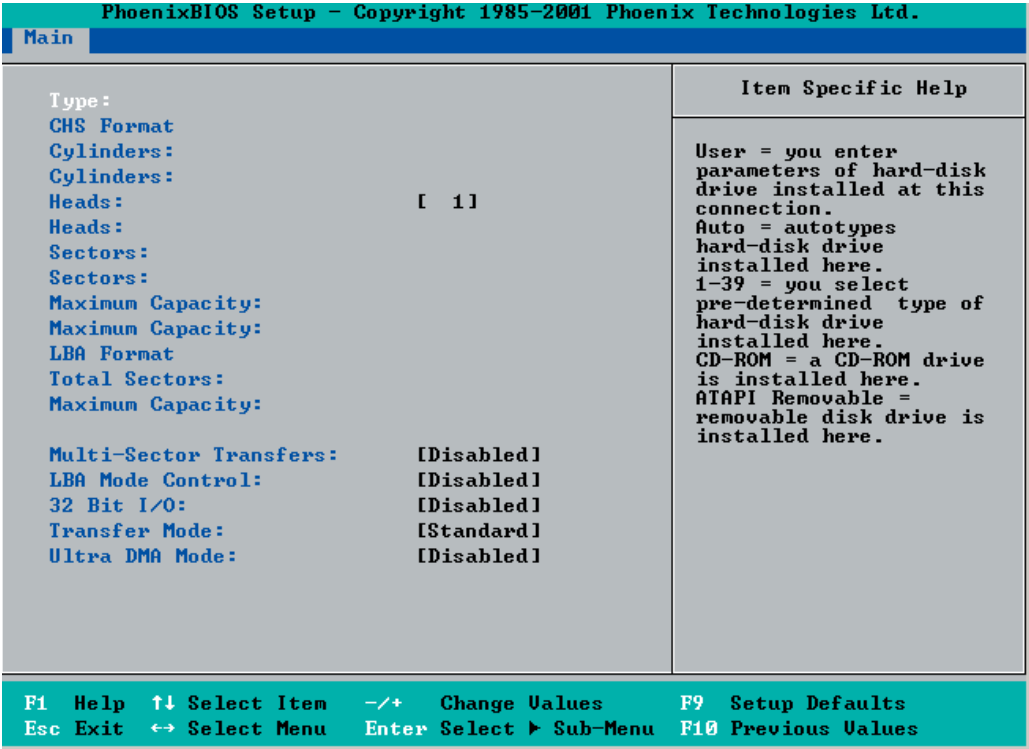 PhoenixBIOS Setup - Copyright 1985-2001 Phoenix Technologies Ltd.
Main
Type:
CHS Format
Cylinders:
Cylinders:
Heads: [ 1]
Heads:
Sectors:
Sectors:
Maximum Capacity:
Maximum Capacity:
LBA Format
Total Sectors:
Maximum Capacity:
Multi-Sector Transfers: [Disabled]
LBA Mode Control: [Disabled]
32 Bit I/O: [Disabled]
Transfer Mode: [Standard]
Ultra DMA Mode: [Disabled]
Item Specific Help
User = you enter
parameters of hard-disk
drive installed at this
connection.
Auto = autotypes
hard-disk drive
installed here.
1-39 = you select
pre-determined type of
hard-disk drive
installed here.
CD-ROM = a CD-ROM drive
is installed here.
ATAPI Removable =
removable disk drive is
installed here.
F1 Help ↑↓ Select Item -/+ Change Values F9 Setup Defaults
Esc Exit ↔ Select Menu Enter Select ▶ Sub-Menu F10 Previous Values